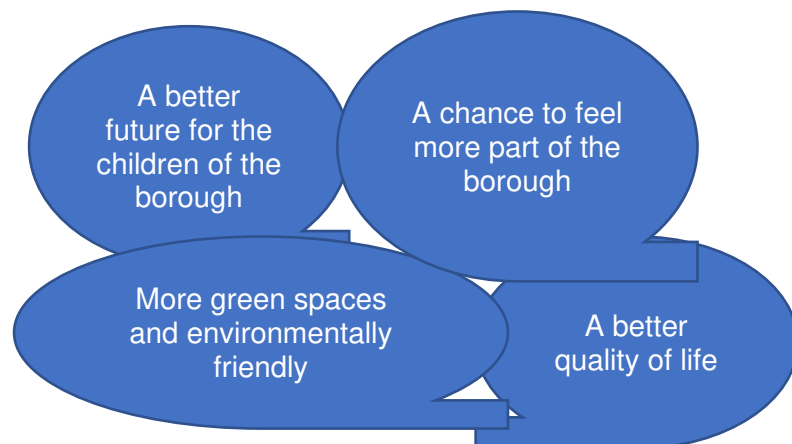 A better
future for the
children of the
borough
A chance to feel
more part of the
borough
More green spaces
and environmentally
friendly
A better
quality of life